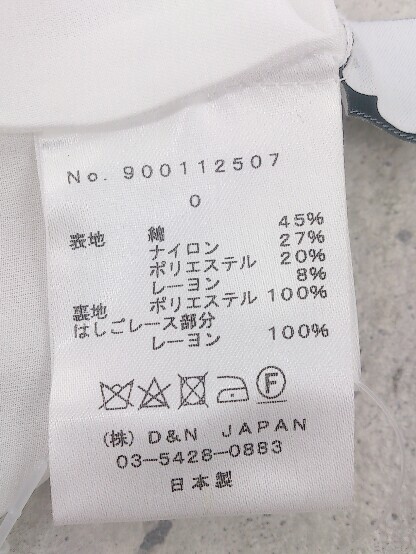 No. 900112507
0
表地 綿 45%
ナイロン 27%
ポリエステル 20%
レーヨン 8%
裏地 ポリエステル 100%
はしごレース部分
レーヨン 100%
F
(株) D&N JAPAN
03-5428-0883
日本製